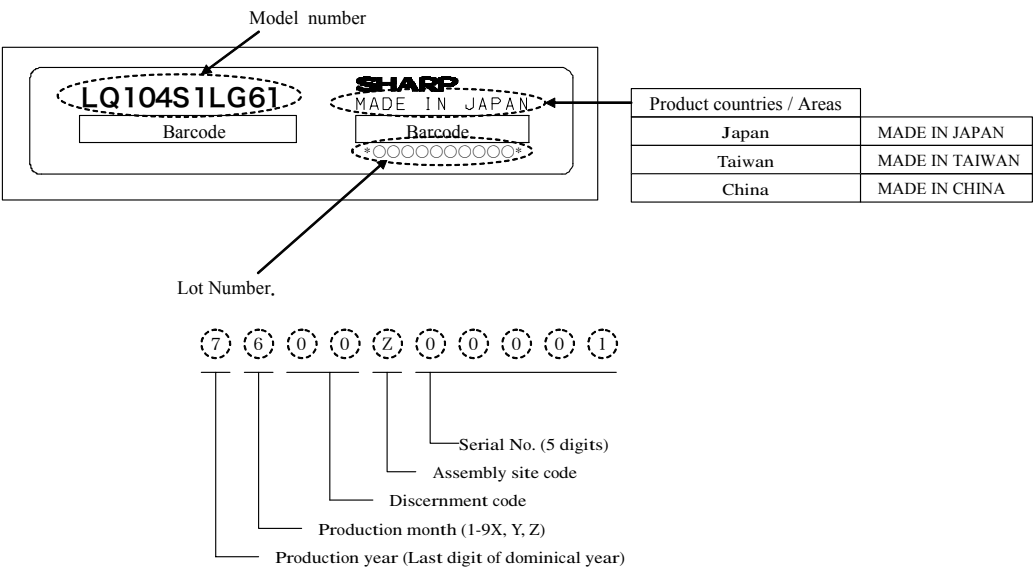 Model number
LQ104S1LG61
SHARP
MADE IN JAPAN
Barcode
Barcode
*○○○○○○○○○○*
Product countries / Areas
Japan MADE IN JAPAN
Taiwan MADE IN TAIWAN
China MADE IN CHINA
Lot Number.
7 6 0 0 Z 0 0 0 0 1
Serial No. (5 digits)
Assembly site code
Discernment code
Production month (1-9X, Y, Z)
Production year (Last digit of dominical year)